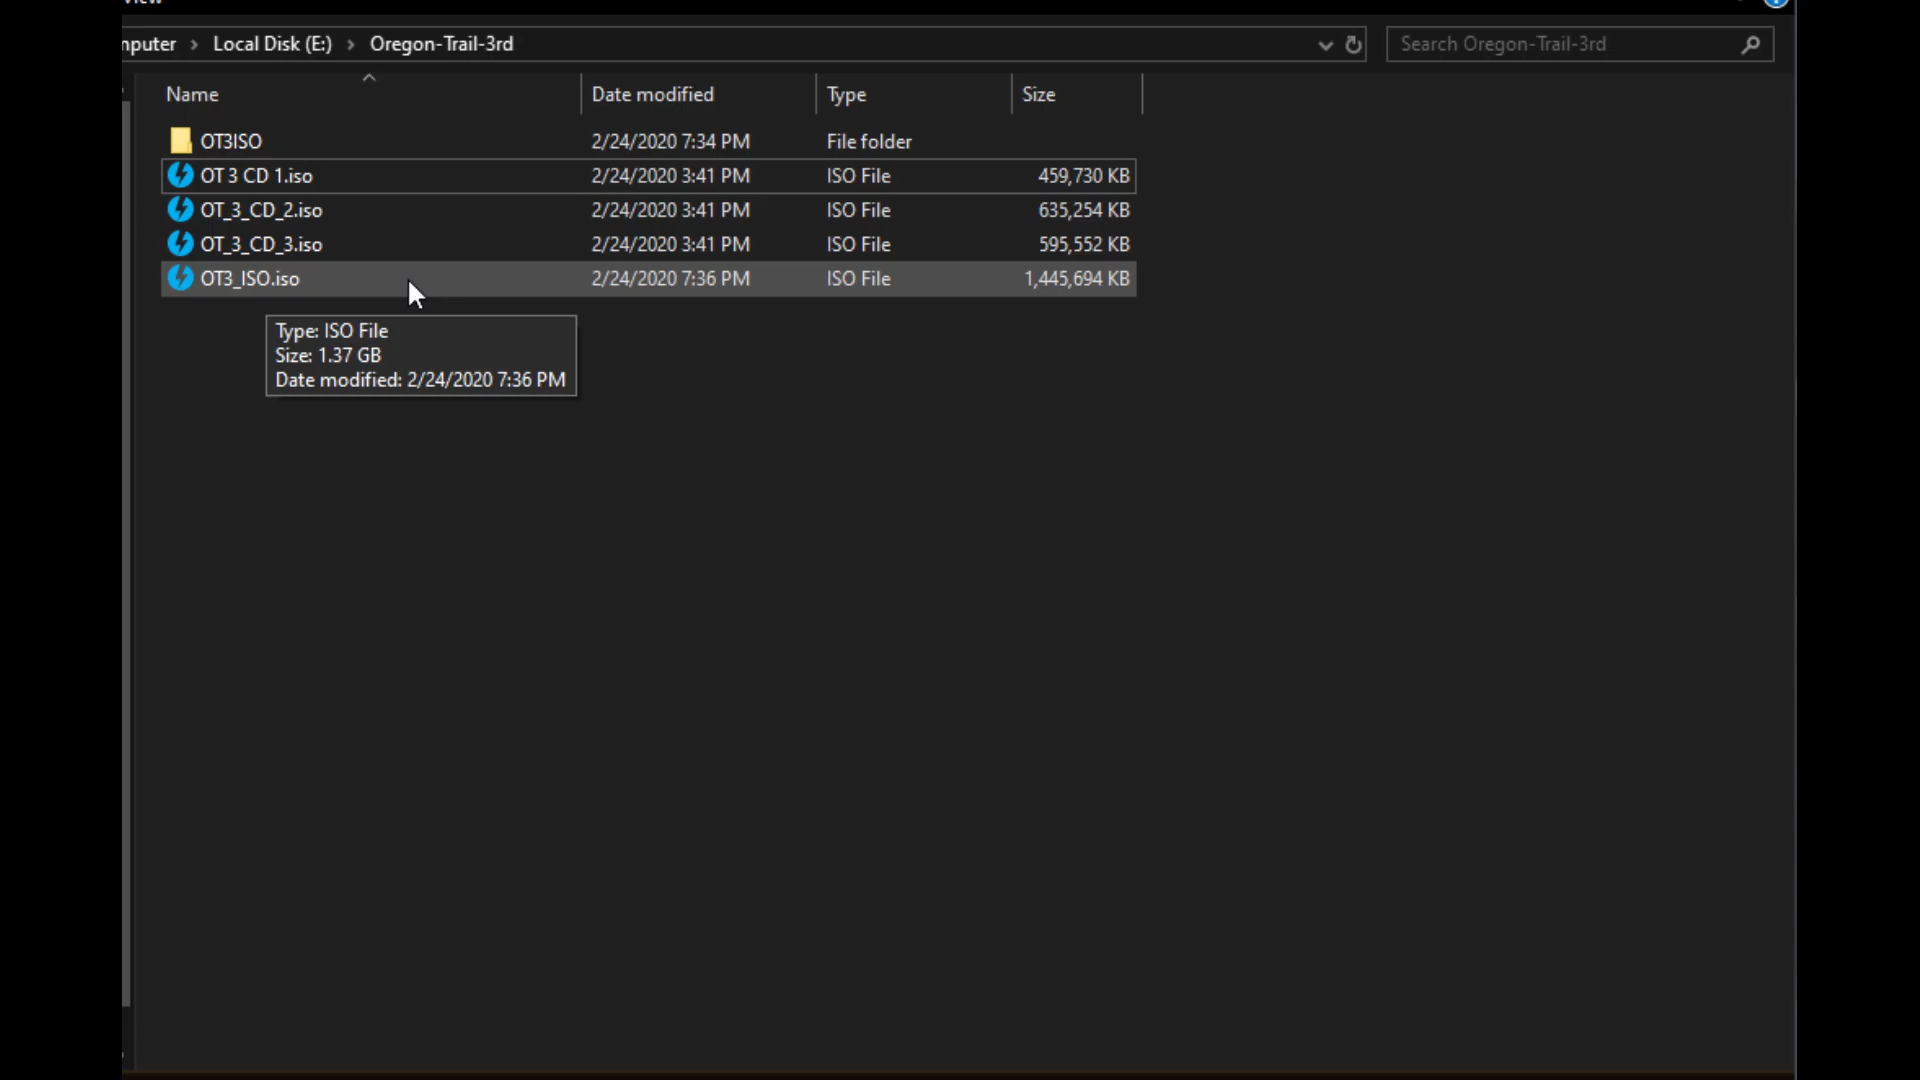 View
mputer > Local Disk (E:) > Oregon-Trail-3rd
Search Oregon-Trail-3rd
Name Date modified Type Size
OT3ISO 2/24/2020 7:34 PM File folder
OT 3 CD 1.iso 2/24/2020 3:41 PM ISO File 459,730 KB
OT_3_CD_2.iso 2/24/2020 3:41 PM ISO File 635,254 KB
OT_3_CD_3.iso 2/24/2020 3:41 PM ISO File 595,552 KB
OT3_ISO.iso 2/24/2020 7:36 PM ISO File 1,445,694 KB
Type: ISO File
Size: 1.37 GB
Date modified: 2/24/2020 7:36 PM